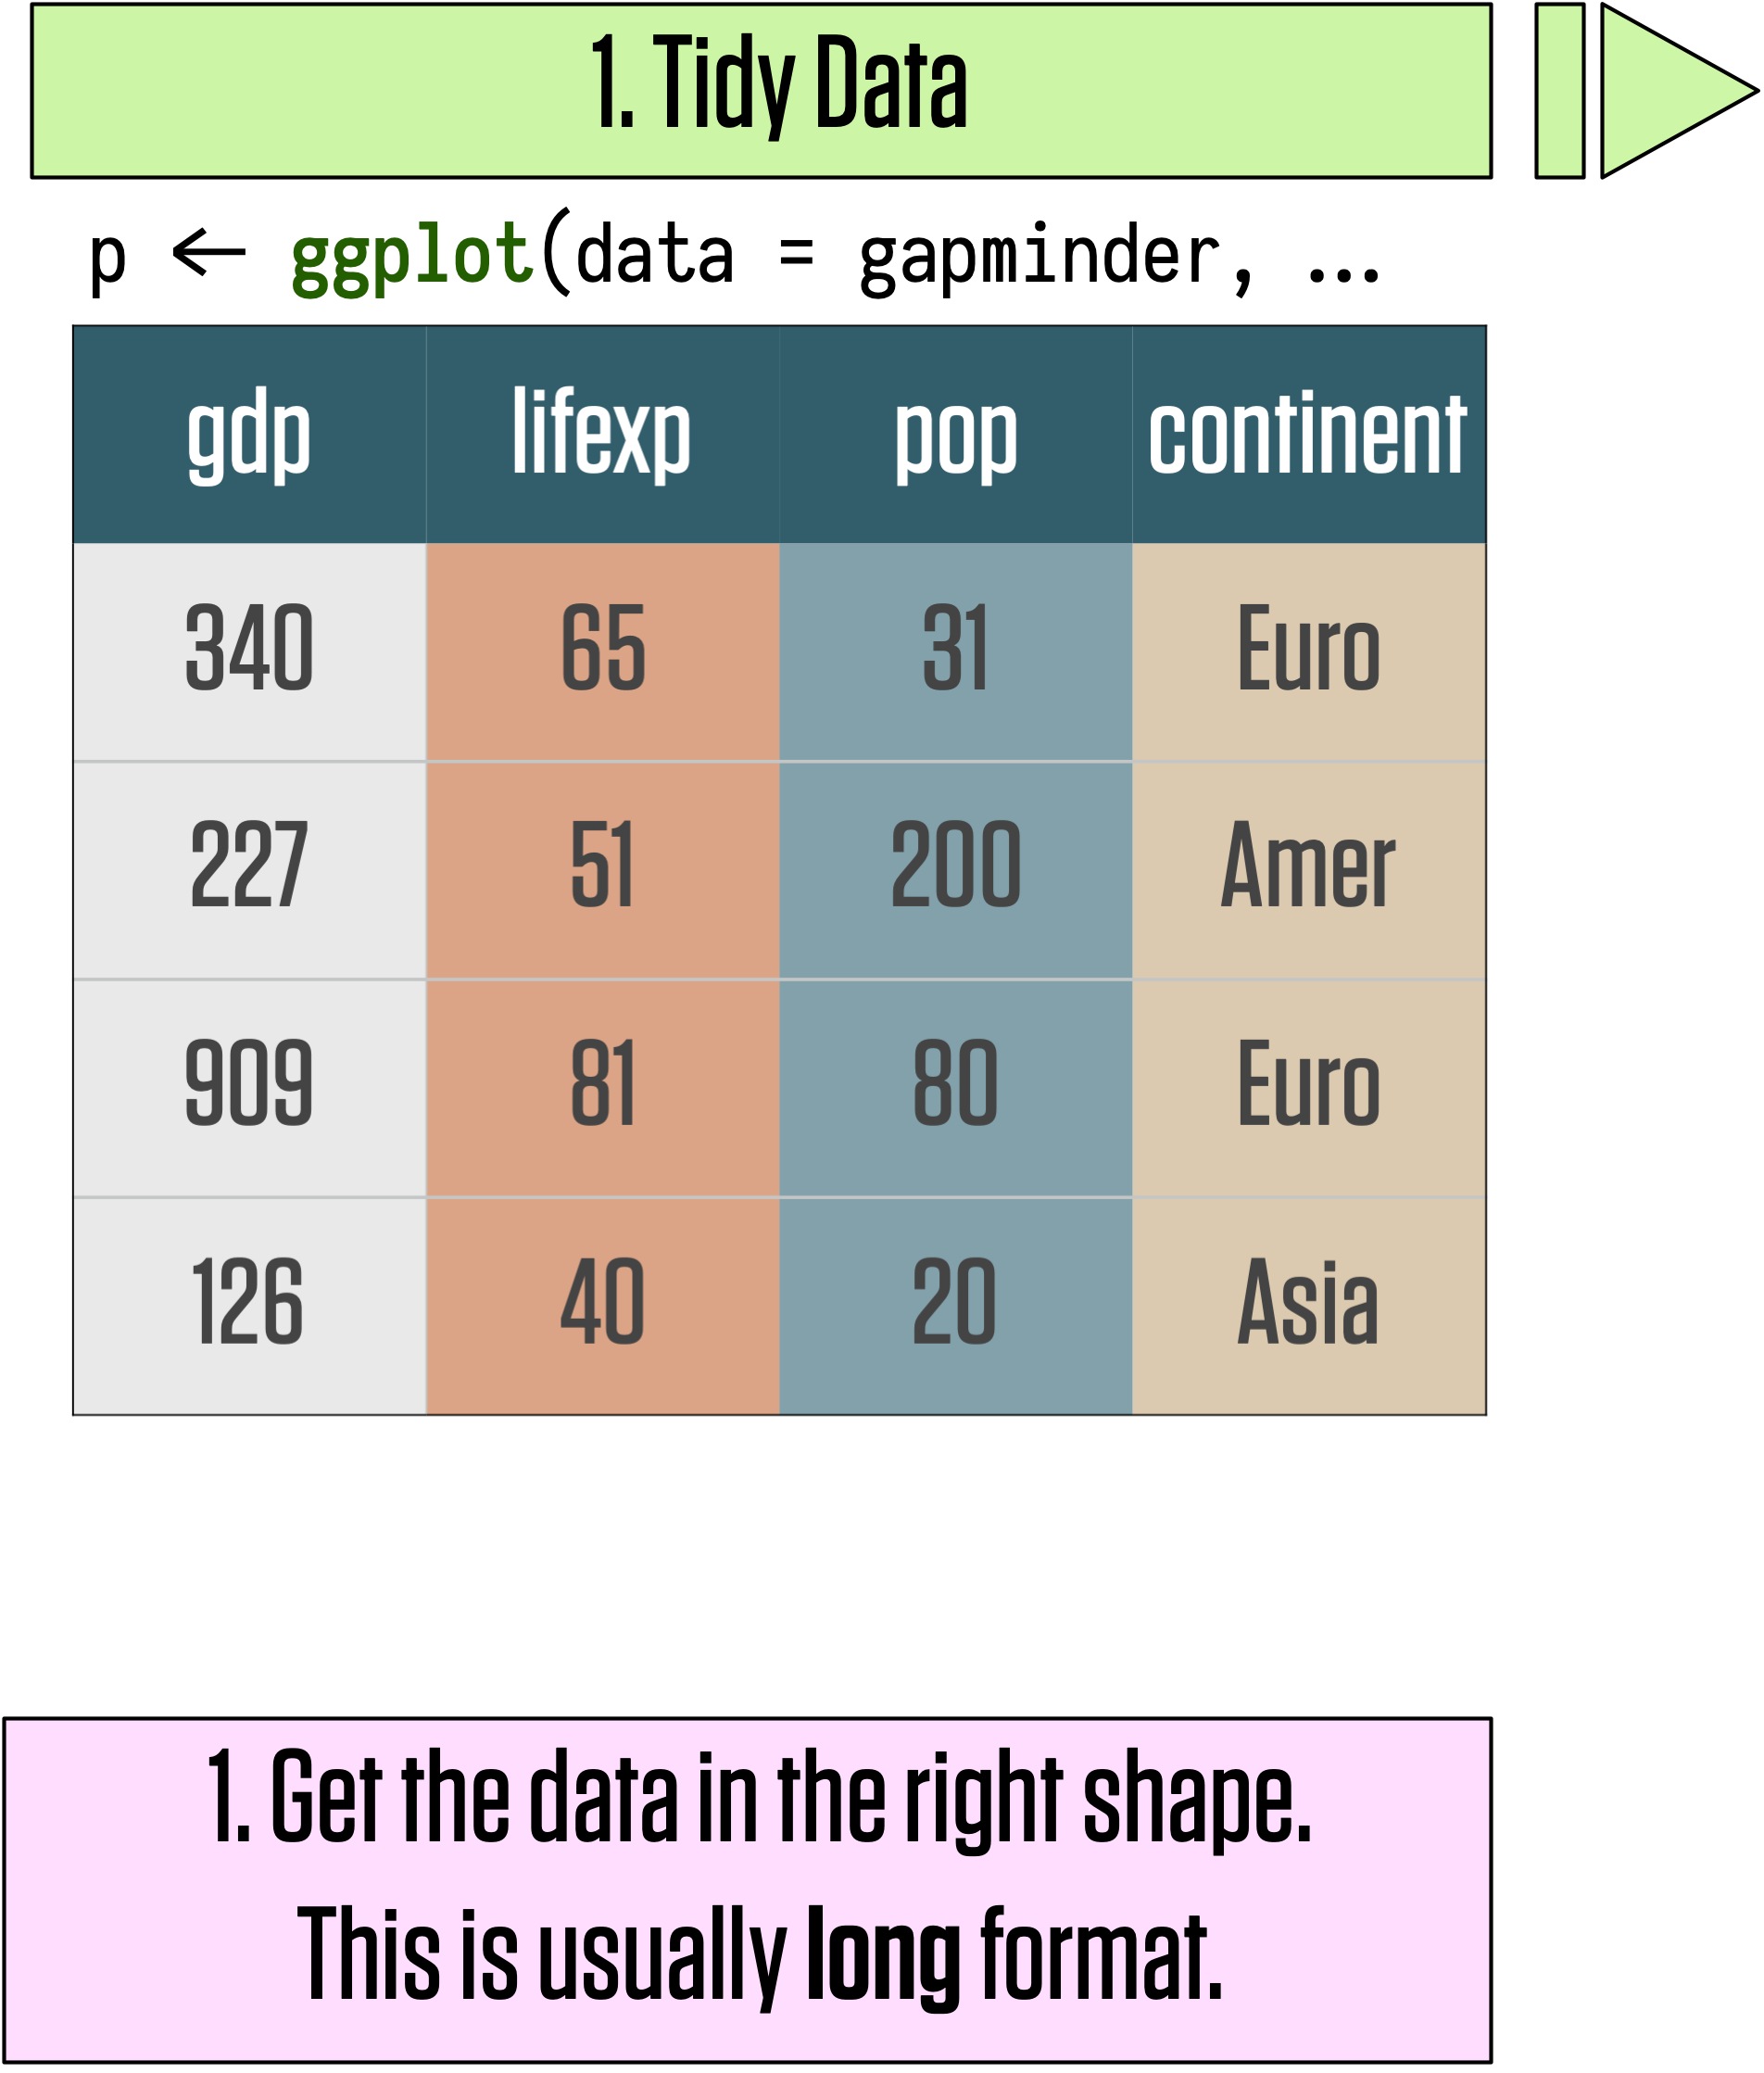 1. Tidy Data
p ← ggplot(data = gapminder, ...
gdp lifexp pop continent
340 65 31 Euro
227 51 200 Amer
909 81 80 Euro
126 40 20 Asia
1. Get the data in the right shape.
This is usually long format.